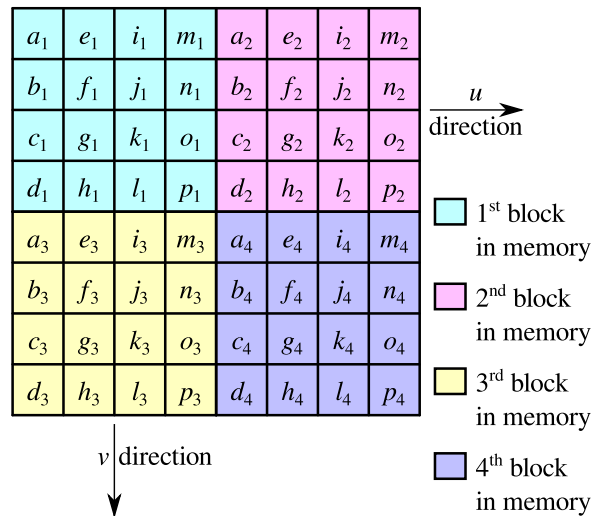 a₁ e₁ i₁ m₁ a₂ e₂ i₂ m₂
b₁ f₁ j₁ n₁ b₂ f₂ j₂ n₂
c₁ g₁ k₁ o₁ c₂ g₂ k₂ o₂
d₁ h₁ l₁ p₁ d₂ h₂ l₂ p₂
a₃ e₃ i₃ m₃ a₄ e₄ i₄ m₄
b₃ f₃ j₃ n₃ b₄ f₄ j₄ n₄
c₃ g₃ k₃ o₃ c₄ g₄ k₄ o₄
d₃ h₃ l₃ p₃ d₄ h₄ l₄ p₄
u
direction
1st block
in memory
2nd block
in memory
3rd block
in memory
4th block
in memory
v direction